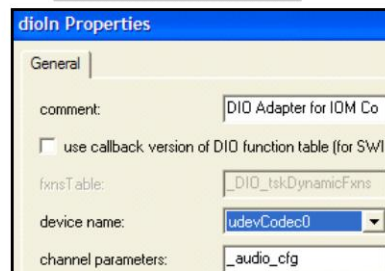 dioIn Properties
General
comment: DIO Adapter for IOM Co
use callback version of DIO function table (for SWI
fxnsTable: _DIO_tskDynamicFxns
device name: udevCodec0
channel parameters: _audio_cfg